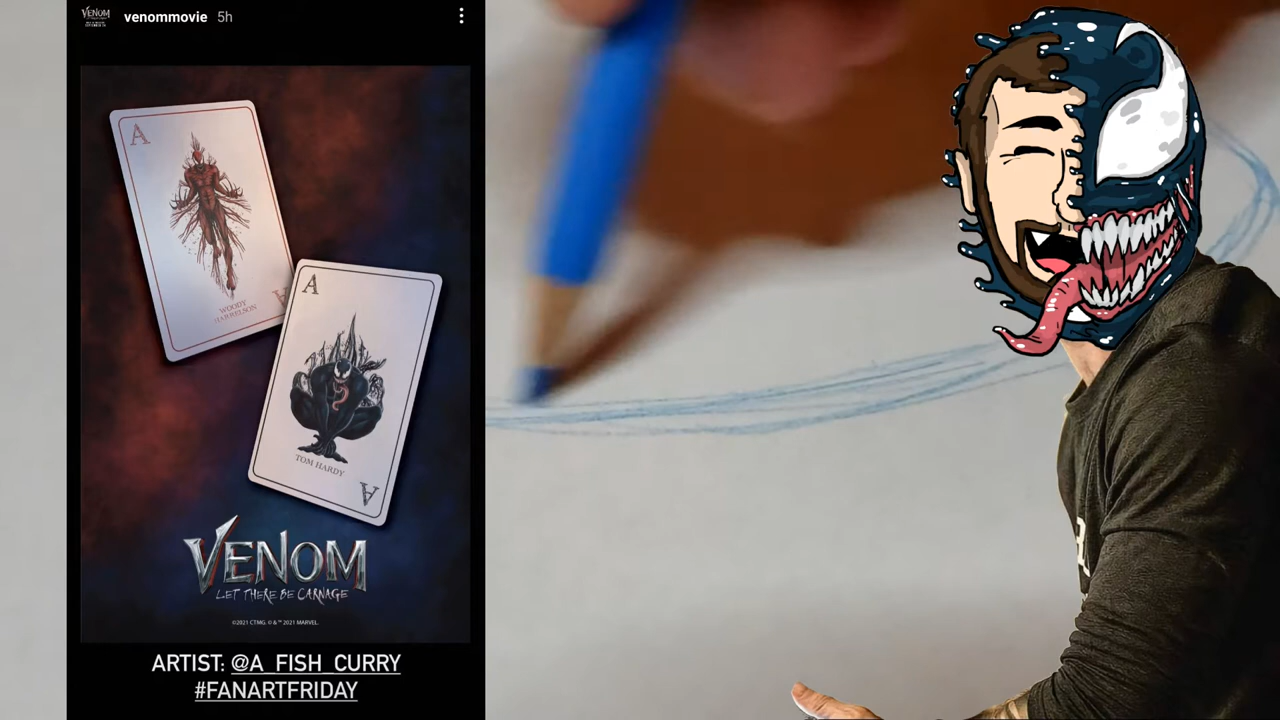 venommovie 5h
A
WOODY
HARRELSON
A
A
TOM HARDY
A
VENOM
LET THERE BE CARNAGE
©2021 CTMG. © & ™ 2021 MARVEL.
ARTIST: @A_FISH_CURRY
#FANARTFRIDAY